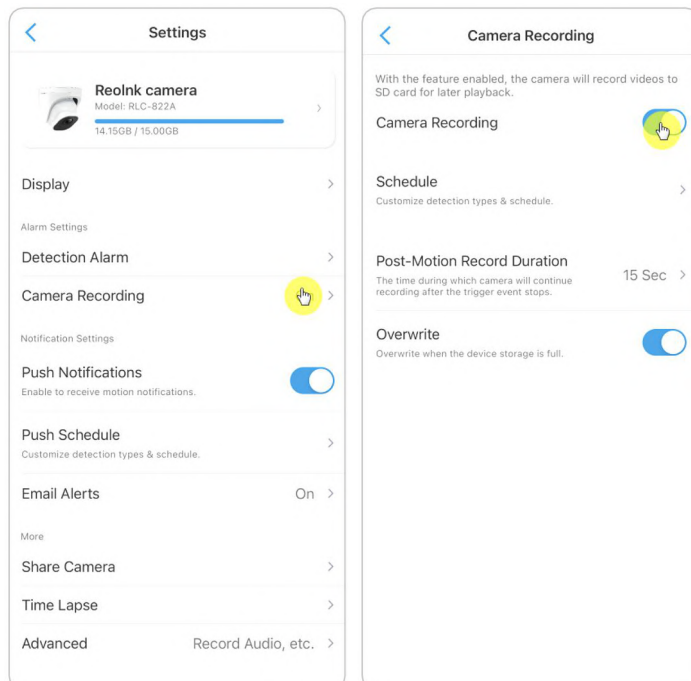 Settings
Reolnk camera
Model: RLC-822A
14.15GB / 15.00GB
Display
Alarm Settings
Detection Alarm
Camera Recording
Notification Settings
Push Notifications
Enable to receive motion notifications.
Push Schedule
Customize detection types & schedule.
Email Alerts On
More
Share Camera
Time Lapse
Advanced Record Audio, etc.
Camera Recording
With the feature enabled, the camera will record videos to
SD card for later playback.
Camera Recording
Schedule
Customize detection types & schedule.
Post-Motion Record Duration
The time during which camera will continue
recording after the trigger event stops.
15 Sec
Overwrite
Overwrite when the device storage is full.